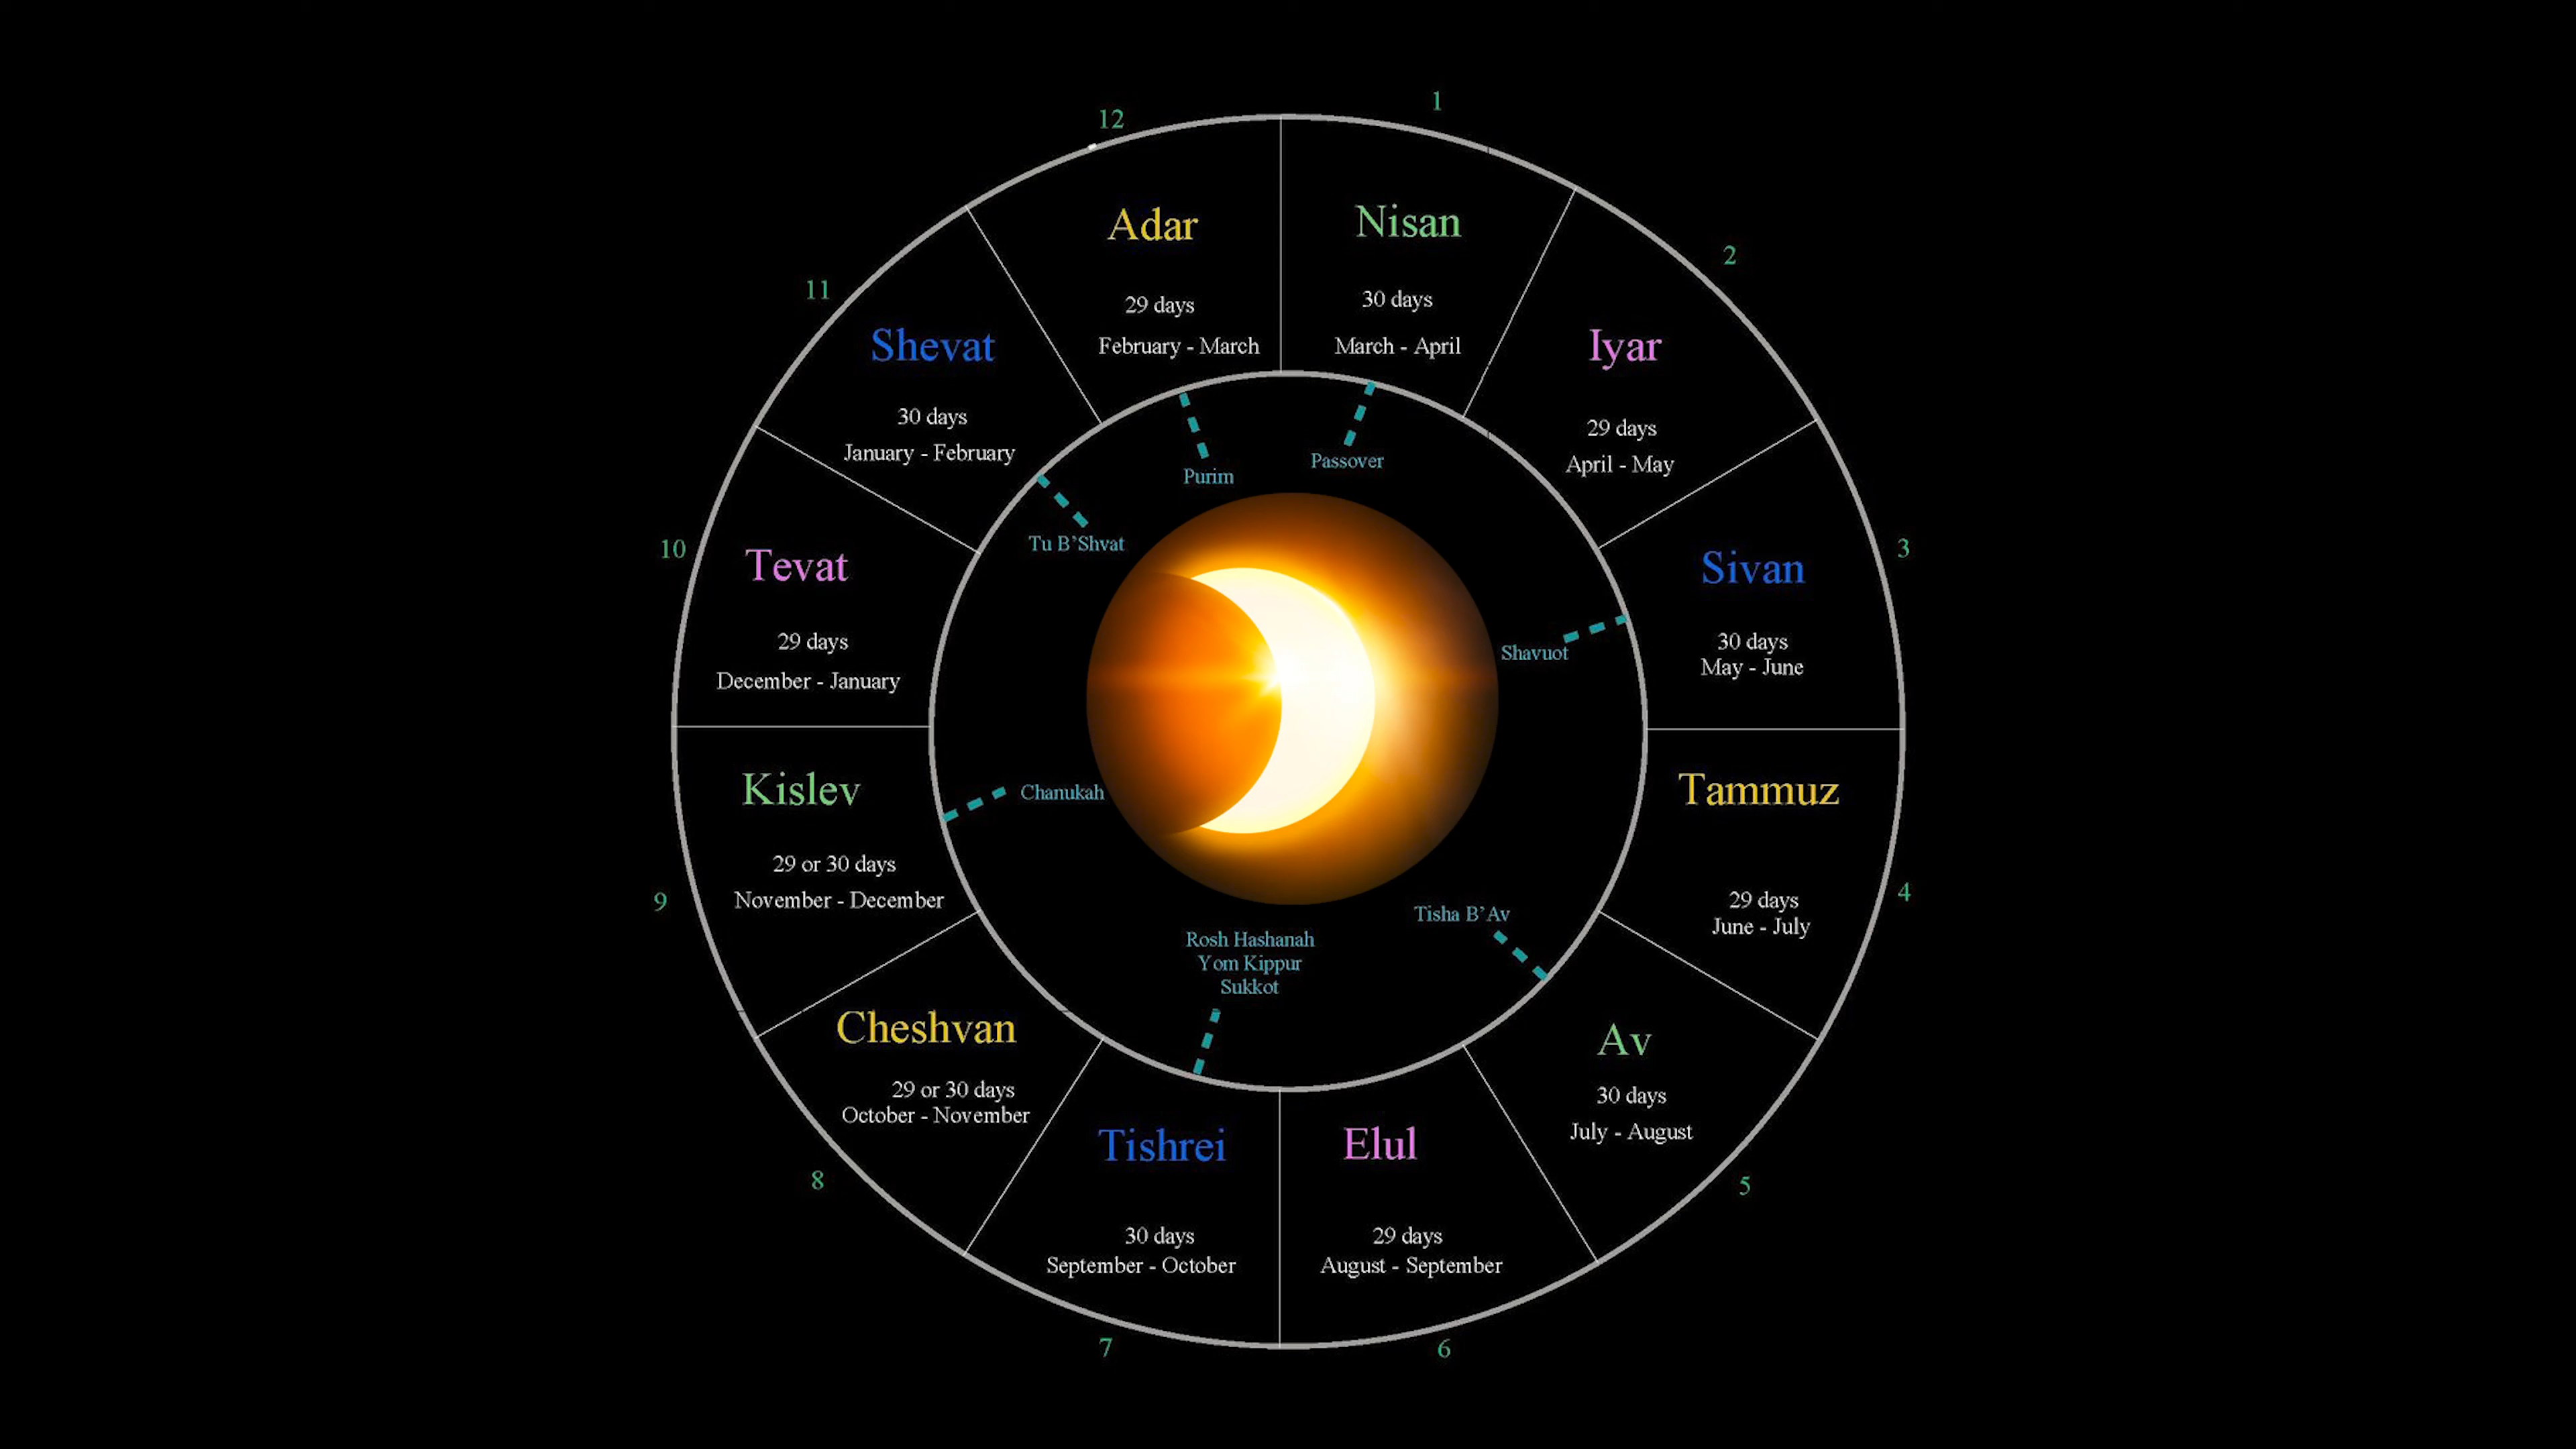 1
Nisan
30 days
March - April
Passover
2
Iyar
29 days
April - May
3
Sivan
30 days
May - June
Shavuot
4
Tammuz
29 days
June - July
5
Av
30 days
July - August
Tisha B’Av
6
Elul
29 days
August - September
7
Tishrei
30 days
September - October
Rosh Hashanah
Yom Kippur
Sukkot
8
Cheshvan
29 or 30 days
October - November
9
Kislev
29 or 30 days
November - December
Chanukah
10
Tevat
29 days
December - January
11
Shevat
30 days
January - February
Tu B’Shvat
12
Adar
29 days
February - March
Purim